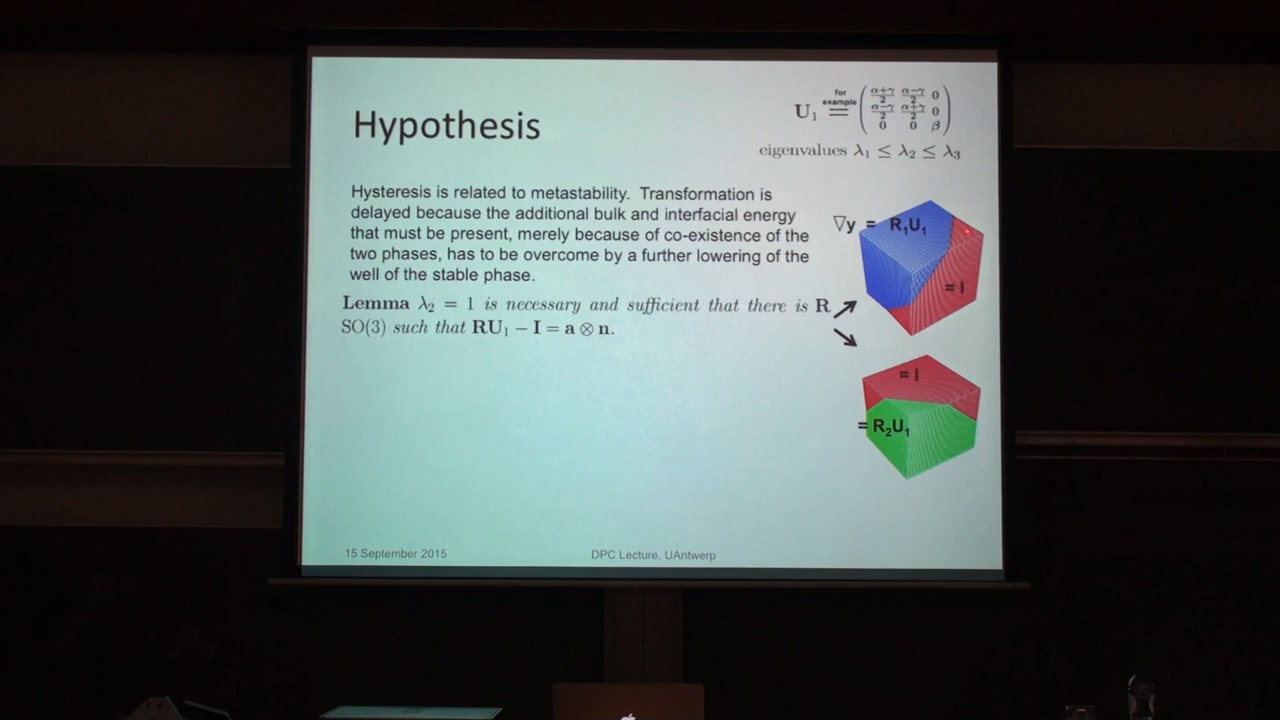 Hypothesis
for
example
U₁ = ( α+γ/2 α−γ/2 0
α−γ/2 α+γ/2 0
0 0 β )
eigenvalues λ₁ ≤ λ₂ ≤ λ₃
Hysteresis is related to metastability. Transformation is
delayed because the additional bulk and interfacial energy
that must be present, merely because of co-existence of the
two phases, has to be overcome by a further lowering of the
well of the stable phase.
Lemma λ₂ = 1 is necessary and sufficient that there is R
SO(3) such that RU₁ − I = a ⊗ n.
∇y = R₁U₁
= I
= I
= R₂U₁
15 September 2015
DPC Lecture, UAntwerp